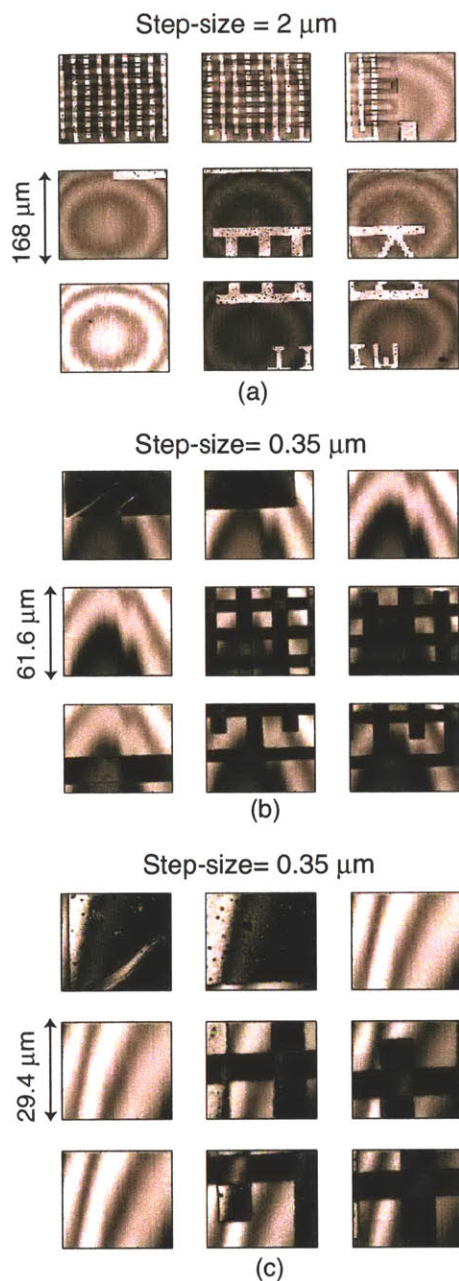 Step-size = 2 μm
168 μm
(a)
Step-size= 0.35 μm
61.6 μm
(b)
Step-size= 0.35 μm
29.4 μm
(c)